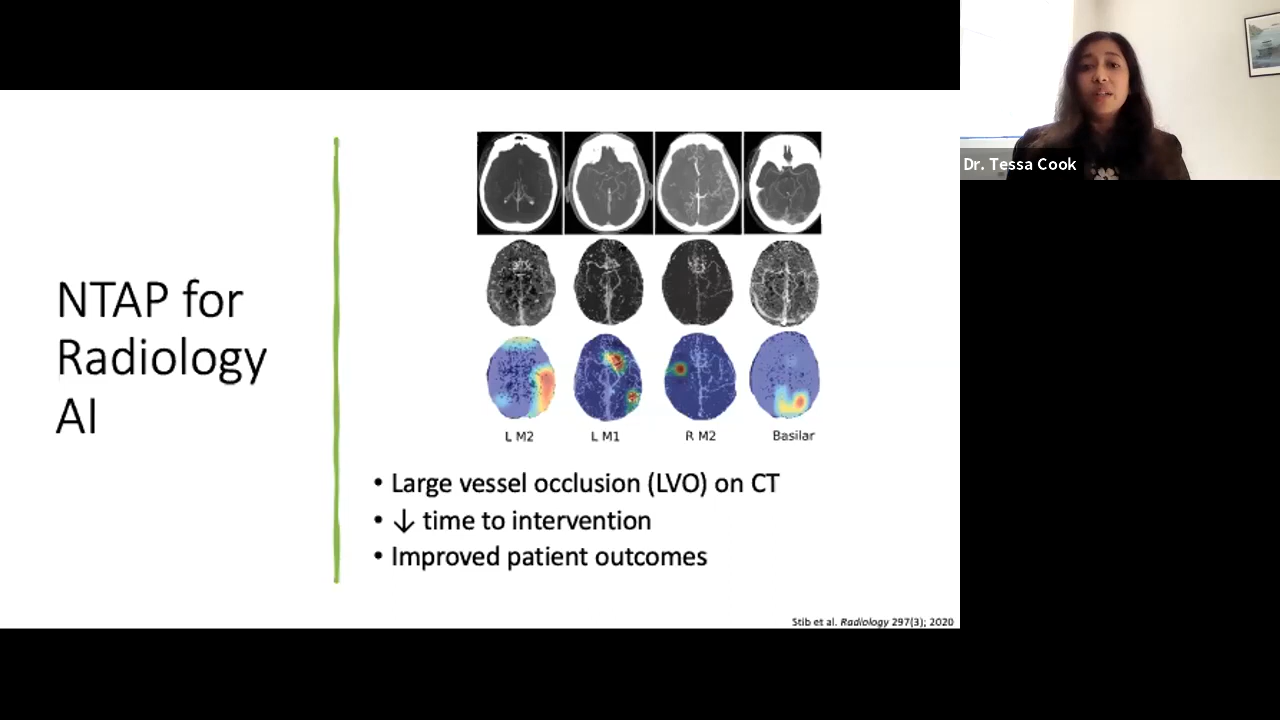 NTAP for
Radiology
AI
L M2 L M1 R M2 Basilar
• Large vessel occlusion (LVO) on CT
• ↓ time to intervention
• Improved patient outcomes
Stib et al. Radiology 297(3); 2020
Dr. Tessa Cook